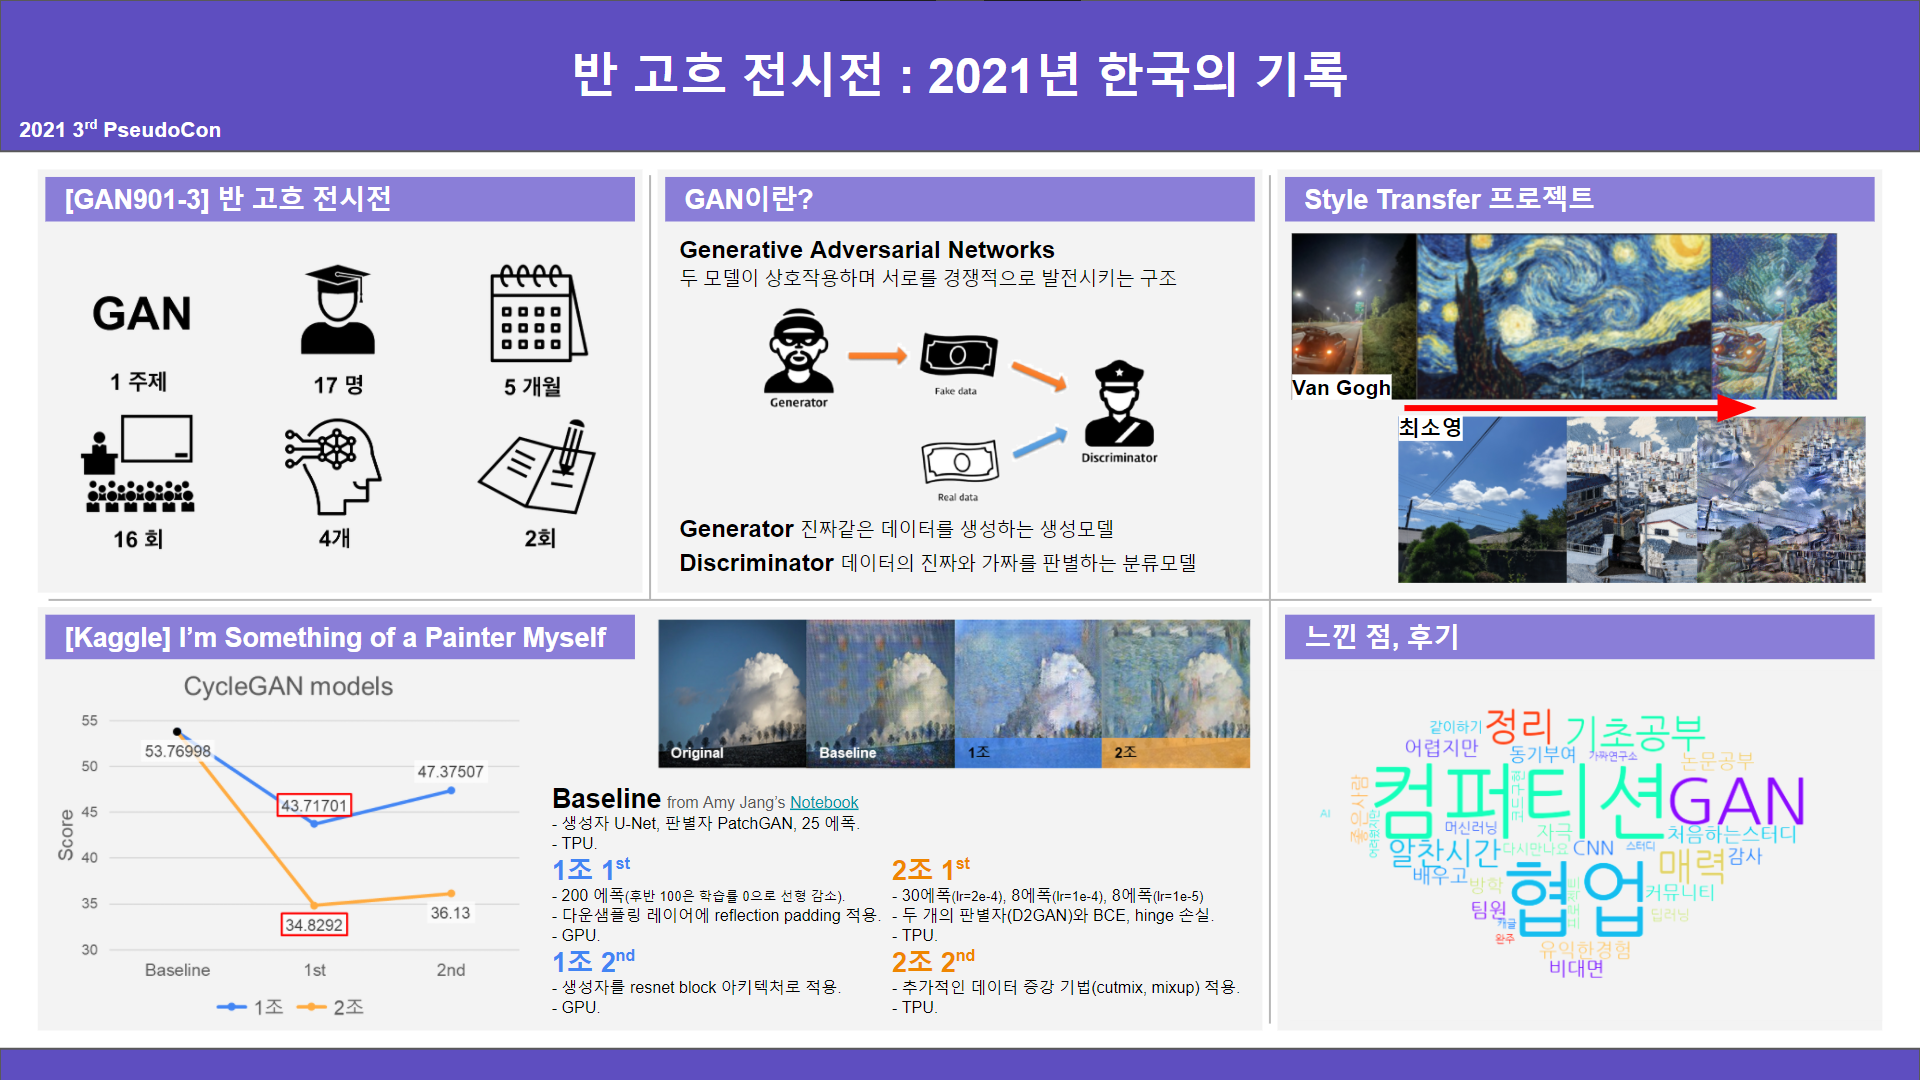 반 고흐 전시전 : 2021년 한국의 기록
2021 3rd PseudoCon
[GAN901-3] 반 고흐 전시전
GAN
1 주제
17 명
5 개월
16 회
4개
2회
GAN이란?
Generative Adversarial Networks
두 모델이 상호작용하며 서로를 경쟁적으로 발전시키는 구조
Generator
Fake data
Discriminator
Real data
Generator 진짜같은 데이터를 생성하는 생성모델
Discriminator 데이터의 진짜와 가짜를 판별하는 분류모델
Style Transfer 프로젝트
Van Gogh
최소영
[Kaggle] I’m Something of a Painter Myself
CycleGAN models
Score
55
50
45
40
35
30
53.76998
43.71701
47.37507
34.8292
36.13
Baseline
1st
2nd
1조
2조
Original
Baseline
1조
2조
Baseline from Amy Jang’s Notebook
- 생성자 U-Net, 판별자 PatchGAN, 25 에폭.
- TPU.
1조 1st
- 200 에폭(후반 100은 학습률 0으로 선형 감소).
- 다운샘플링 레이어에 reflection padding 적용.
- GPU.
1조 2nd
- 생성자를 resnet block 아키텍처로 적용.
- GPU.
2조 1st
- 30에폭(lr=2e-4), 8에폭(lr=1e-4), 8에폭(lr=1e-5)
- 두 개의 판별자(D2GAN)와 BCE, hinge 손실.
- TPU.
2조 2nd
- 추가적인 데이터 증강 기법(cutmix, mixup) 적용.
- TPU.
느낀 점, 후기
같이하기
정리
기초공부
어렵지만
동기부여
가짜연구소
논문공부
컴퍼티션
GAN
좋은사람
AI
어려웠지만
코드구현
머신러닝
자극
처음하는스터디
알찬시간
다시만나요
CNN
스터디
매력
감사
배우고
방학
협업
커뮤니티
팀원
캐글
딥러닝
완주
유익한경험
비대면